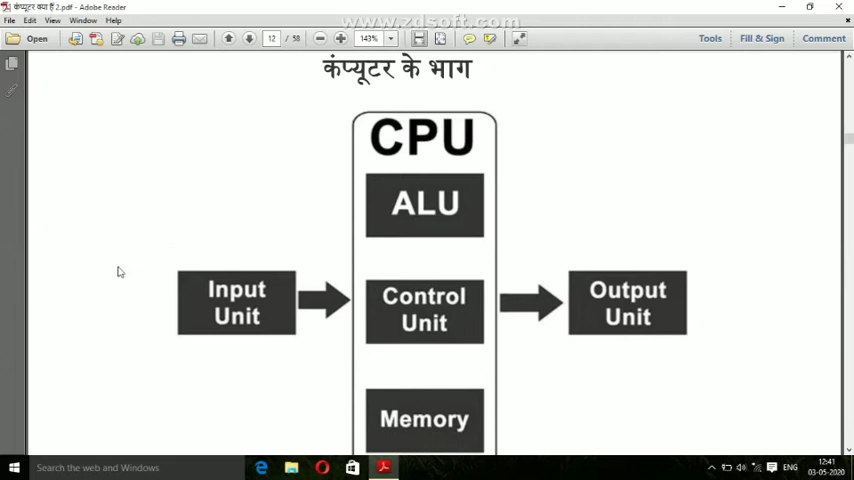 कंप्यूटर क्या हैं 2.pdf - Adobe Reader
www.zdsoft.com
File Edit View Window Help
Open 12 / 58 143% Tools Fill & Sign Comment
कंप्यूटर के भाग
CPU
ALU
Input
Unit
Control
Unit
Output
Unit
Memory
Search the web and Windows
ENG
12:41
03-05-2020